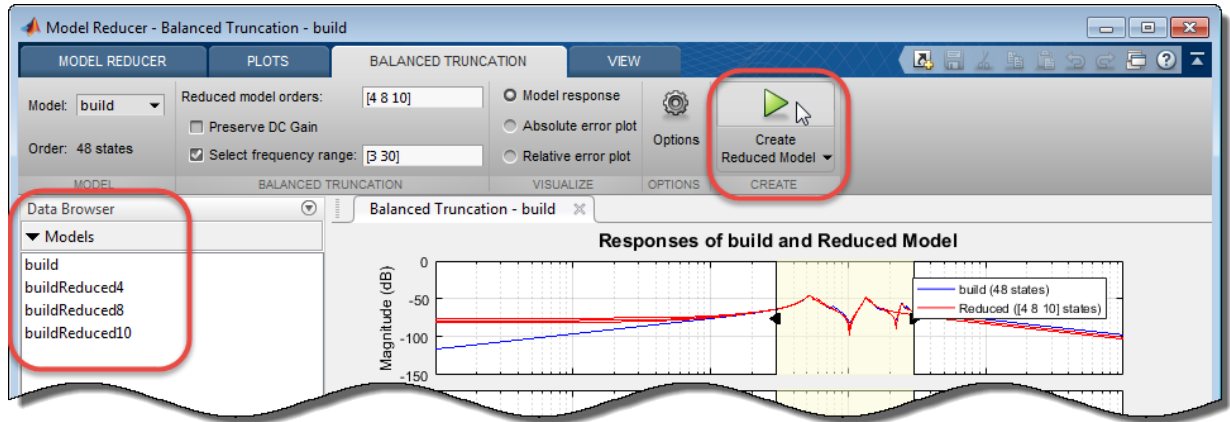 Model Reducer - Balanced Truncation - build
MODEL REDUCER PLOTS BALANCED TRUNCATION VIEW
Model: build
Order: 48 states
MODEL
Reduced model orders: [4 8 10]
Preserve DC Gain
Select frequency range: [3 30]
BALANCED TRUNCATION
Model response
Absolute error plot
Relative error plot
VISUALIZE
Options
OPTIONS
Create
Reduced Model
CREATE
Data Browser
Models
build
buildReduced4
buildReduced8
buildReduced10
Balanced Truncation - build
Responses of build and Reduced Model
Magnitude (dB)
0
-50
-100
-150
build (48 states)
Reduced ([4 8 10] states)